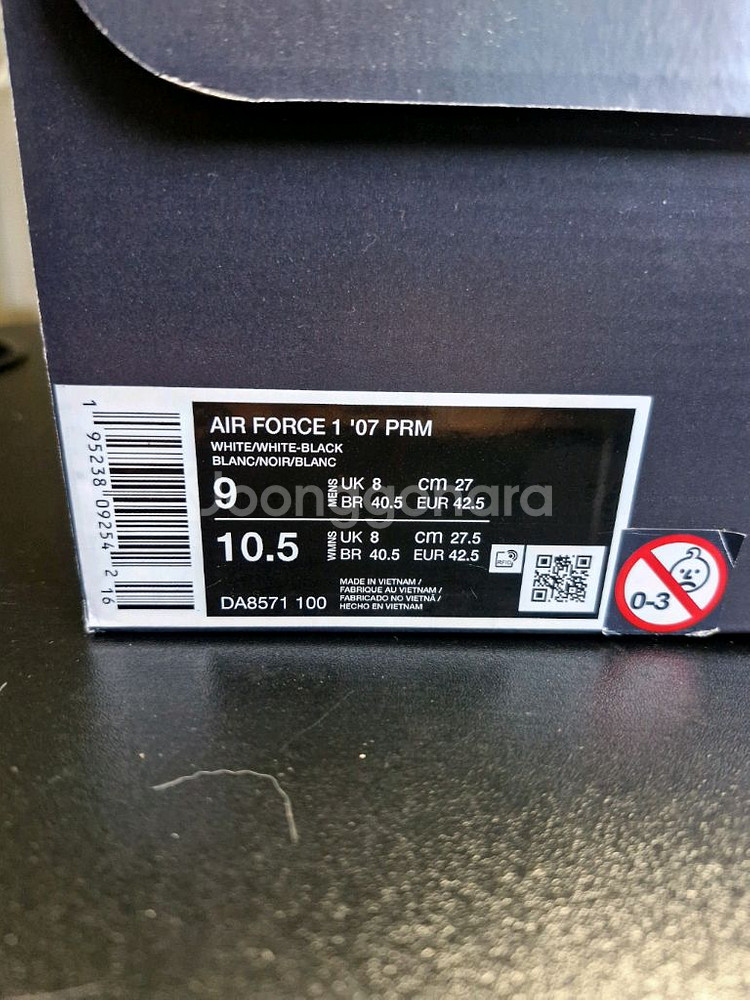 AIR FORCE 1 '07 PRM
WHITE/WHITE-BLACK
BLANC/NOIR/BLANC
9 MENS UK 8 cm 27
BR 40.5 EUR 42.5
10.5 WMNS UK 8 cm 27.5
BR 40.5 EUR 42.5
RFID
DA8571 100
MADE IN VIETNAM /
FABRIQUE AU VIETNAM /
FABRICADO NO VIETNÃ /
HECHO EN VIETNAM
1 95238 09254 2 16
0-3
Joonggonara